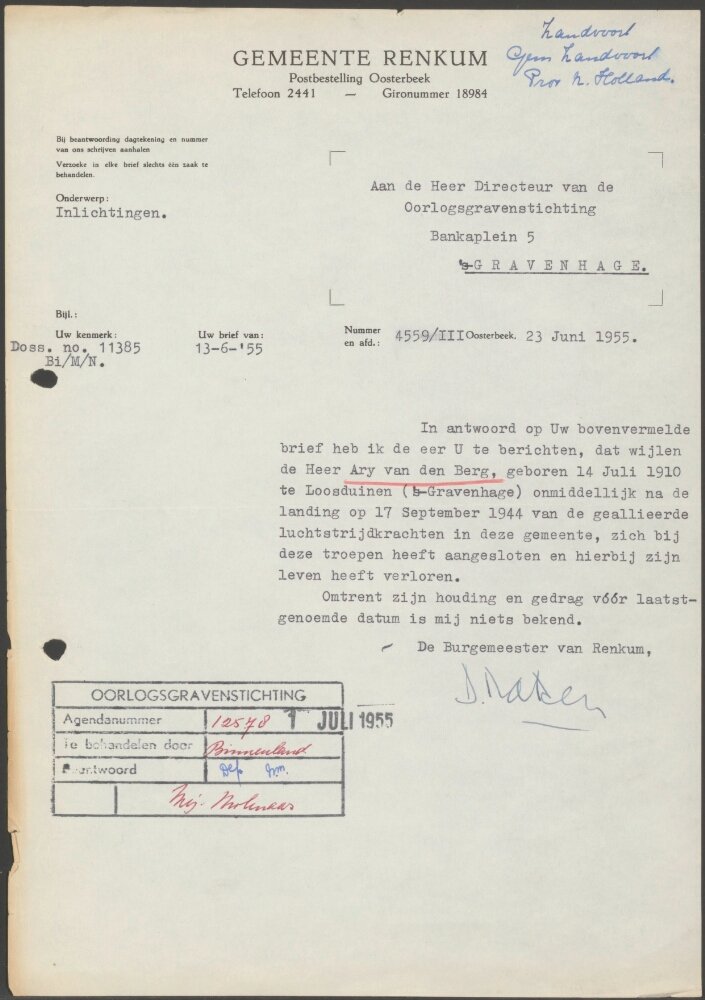 Zandvoort
Gem Zandvoort
Prov N. Holland.
GEMEENTE RENKUM
Postbestelling Oosterbeek
Telefoon 2441 — Gironummer 18984
Bij beantwoording dagtekening en nummer
van ons schrijven aanhalen
Verzoeke in elke brief slechts één zaak te
behandelen.
Onderwerp:
Inlichtingen.
Aan de Heer Directeur van de
Oorlogsgravenstichting
Bankaplein 5
's-GRAVENHAGE.
Bijl.:
Uw kenmerk:
Doss. no. 11385
Bi/M/N.
Uw brief van:
13-6-'55
Nummer
en afd.: 4559/III Oosterbeek, 23 Juni 1955.
In antwoord op Uw bovenvermelde
brief heb ik de eer U te berichten, dat wijlen
de Heer Ary van den Berg, geboren 14 Juli 1910
te Loosduinen (s-Gravenhage) onmiddellijk na de
landing op 17 September 1944 van de geallieerde
luchtstrijdkrachten in deze gemeente, zich bij
deze troepen heeft aangesloten en hierbij zijn
leven heeft verloren.
Omtrent zijn houding en gedrag vóór laatst-
genoemde datum is mij niets bekend.
De Burgemeester van Renkum,
OORLOGSGRAVENSTICHTING
Agendanummer 12578 1 JULI 1955
Te behandelen door Binnenland
Beantwoord Dep
Mej. Molenaar